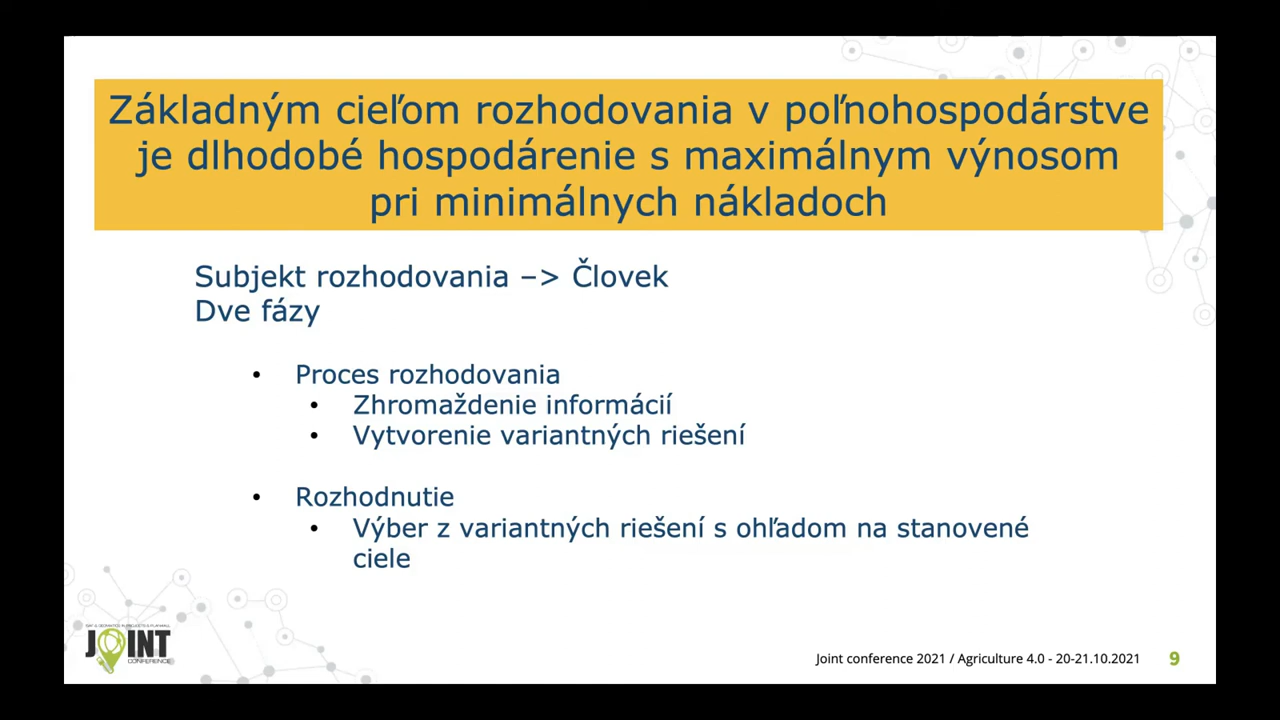 Základným cieľom rozhodovania v poľnohospodárstve
je dlhodobé hospodárenie s maximálnym výnosom
pri minimálnych nákladoch
Subjekt rozhodovania –> Človek
Dve fázy
• Proces rozhodovania
• Zhromaždenie informácií
• Vytvorenie variantných riešení
• Rozhodnutie
• Výber z variantných riešení s ohľadom na stanovené
ciele
JOINT
CONFERENCE
Joint conference 2021 / Agriculture 4.0 - 20-21.10.2021
9